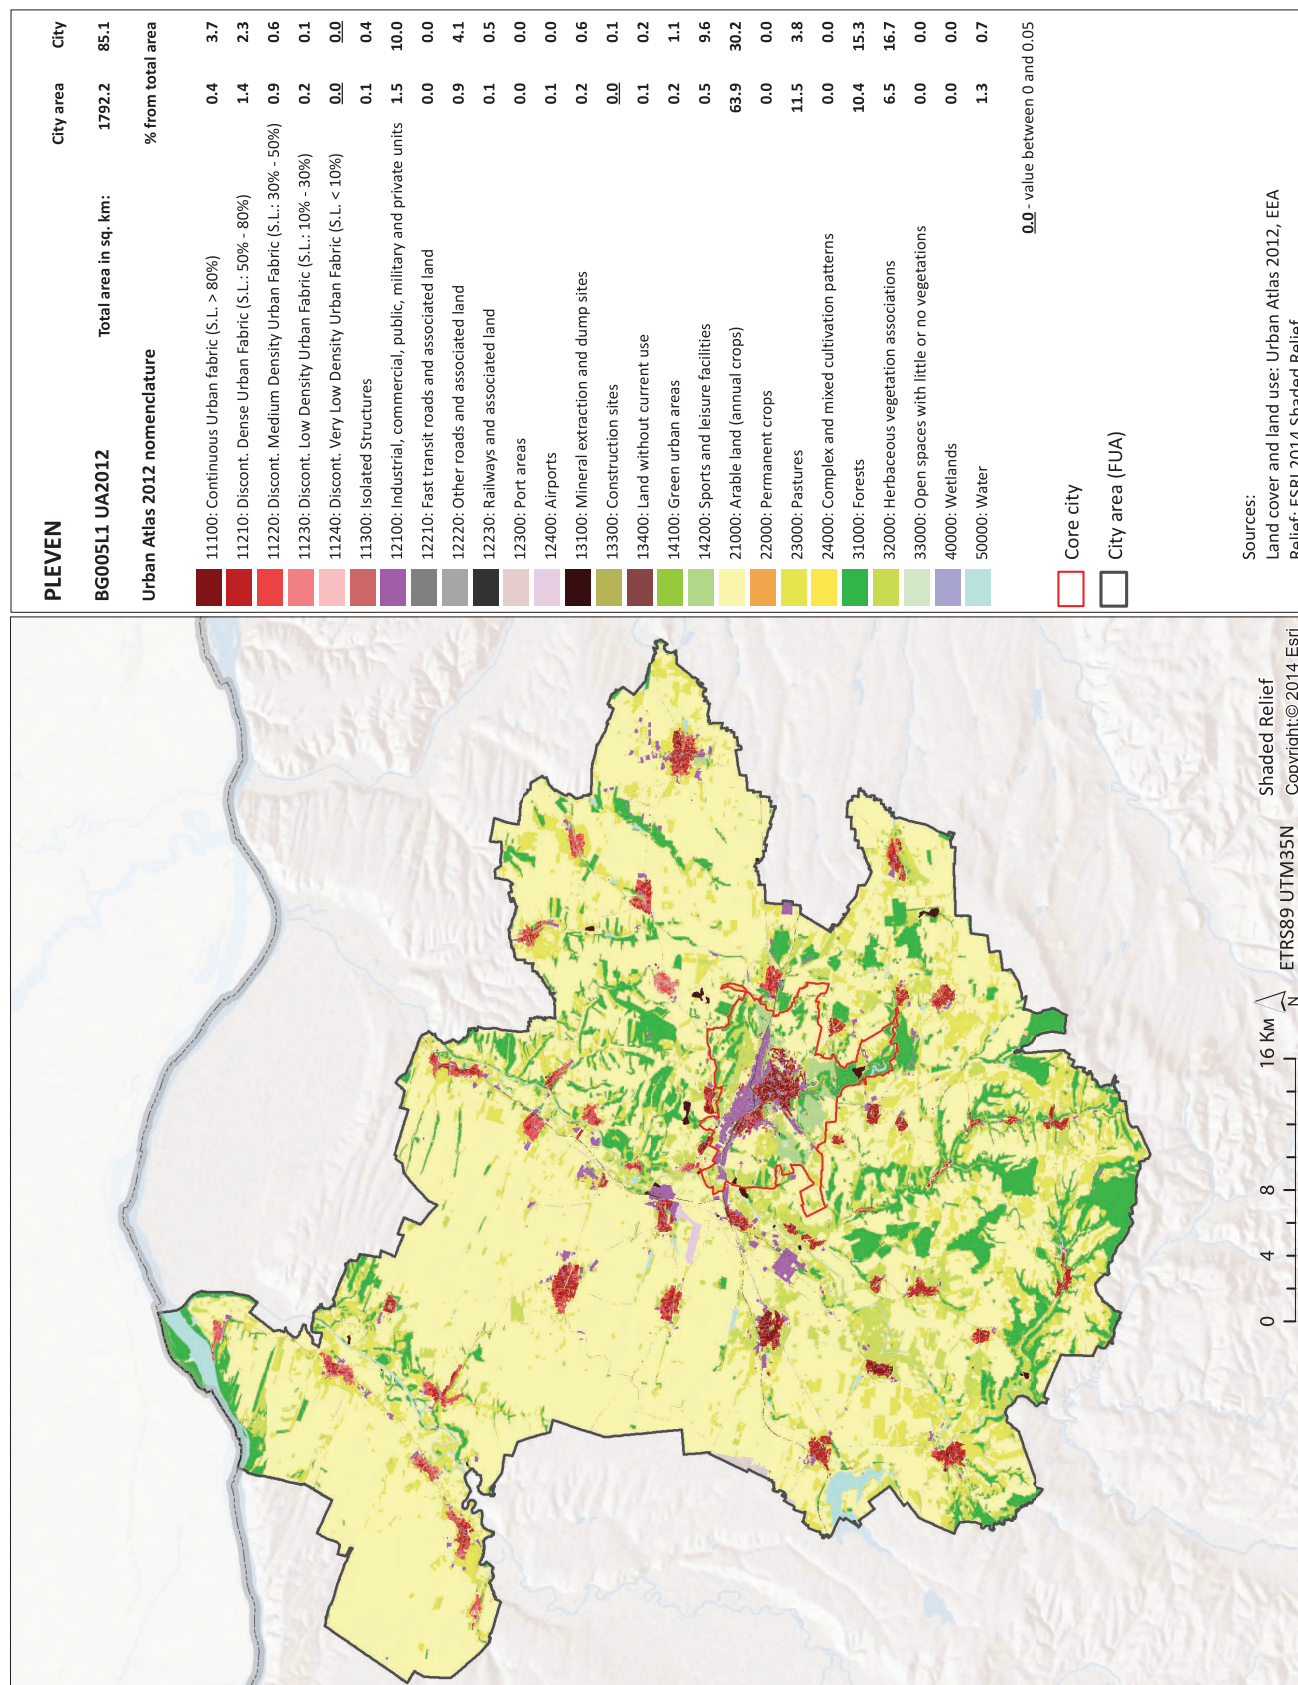 PLEVEN
City area City
BG005L1 UA2012 Total area in sq. km: 1792.2 85.1
Urban Atlas 2012 nomenclature % from total area
11100: Continuous Urban fabric (S.L. > 80%) 0.4 3.7
11210: Discont. Dense Urban Fabric (S.L.: 50% - 80%) 1.4 2.3
11220: Discont. Medium Density Urban Fabric (S.L.: 30% - 50%) 0.9 0.6
11230: Discont. Low Density Urban Fabric (S.L.: 10% - 30%) 0.2 0.1
11240: Discont. Very Low Density Urban Fabric (S.L. < 10%) 0.0 0.0
11300: Isolated Structures 0.1 0.4
12100: Industrial, commercial, public, military and private units 1.5 10.0
12210: Fast transit roads and associated land 0.0 0.0
12220: Other roads and associated land 0.9 4.1
12230: Railways and associated land 0.1 0.5
12300: Port areas 0.0 0.0
12400: Airports 0.1 0.0
13100: Mineral extraction and dump sites 0.2 0.6
13300: Construction sites 0.0 0.1
13400: Land without current use 0.1 0.2
14100: Green urban areas 0.2 1.1
14200: Sports and leisure facilities 0.5 9.6
21000: Arable land (annual crops) 63.9 30.2
22000: Permanent crops 0.0 0.0
23000: Pastures 11.5 3.8
24000: Complex and mixed cultivation patterns 0.0 0.0
31000: Forests 10.4 15.3
32000: Herbaceous vegetation associations 6.5 16.7
33000: Open spaces with little or no vegetations 0.0 0.0
40000: Wetlands 0.0 0.0
50000: Water 1.3 0.7
0.0 - value between 0 and 0.05
Core city
City area (FUA)
Sources:
Land cover and land use: Urban Atlas 2012, EEA
Relief: ESRI 2014 Shaded Relief
0 4 8 16 Км
N
ETRS89 UTM35N
Shaded Relief
Copyright:© 2014 Esri